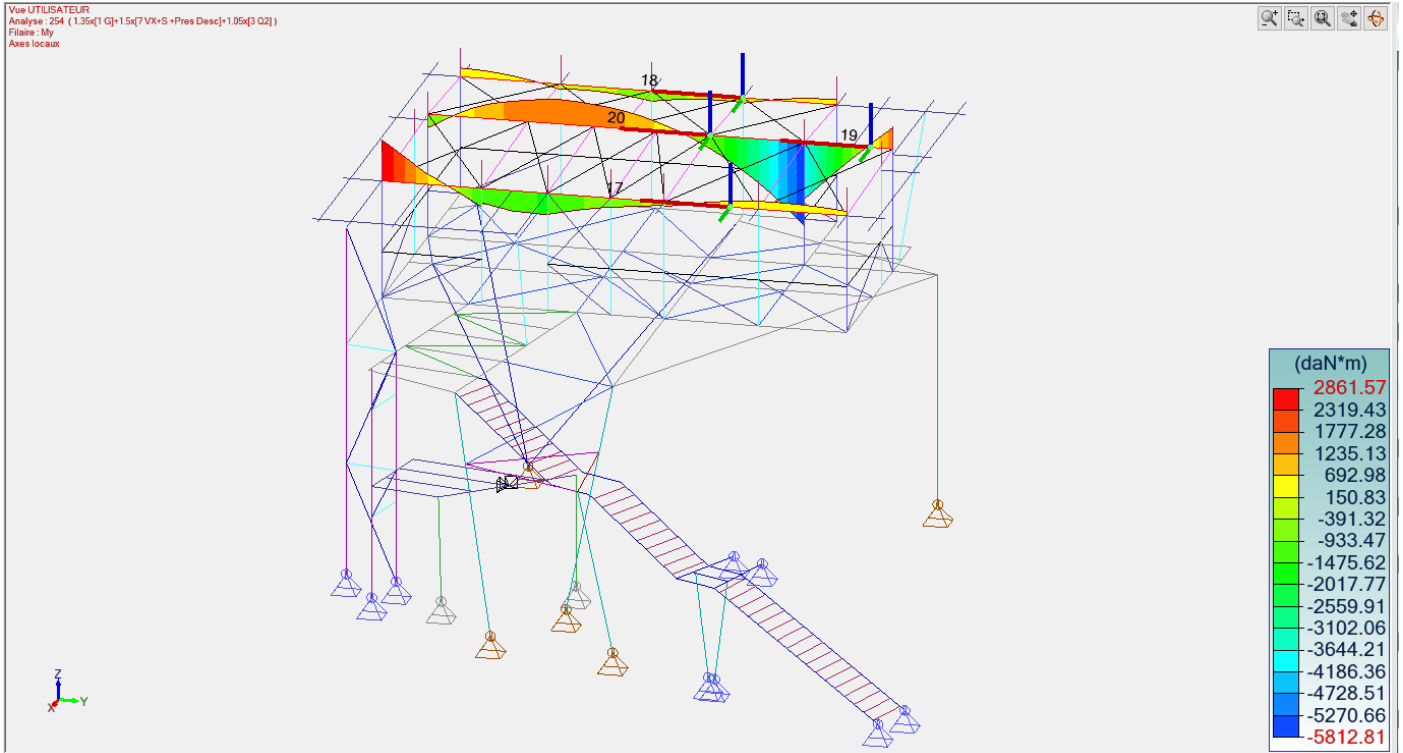 Vue UTILISATEUR
Analyse : 254 ( 1.35x[1 G]+1.5x[7 VX+S +Pres Desc]+1.05x[3 Q2] )
Filaire : My
Axes locaux
18
20
19
17
(daN*m)
2861.57
2319.43
1777.28
1235.13
692.98
150.83
-391.32
-933.47
-1475.62
-2017.77
-2559.91
-3102.06
-3644.21
-4186.36
-4728.51
-5270.66
-5812.81
Z
Y
X